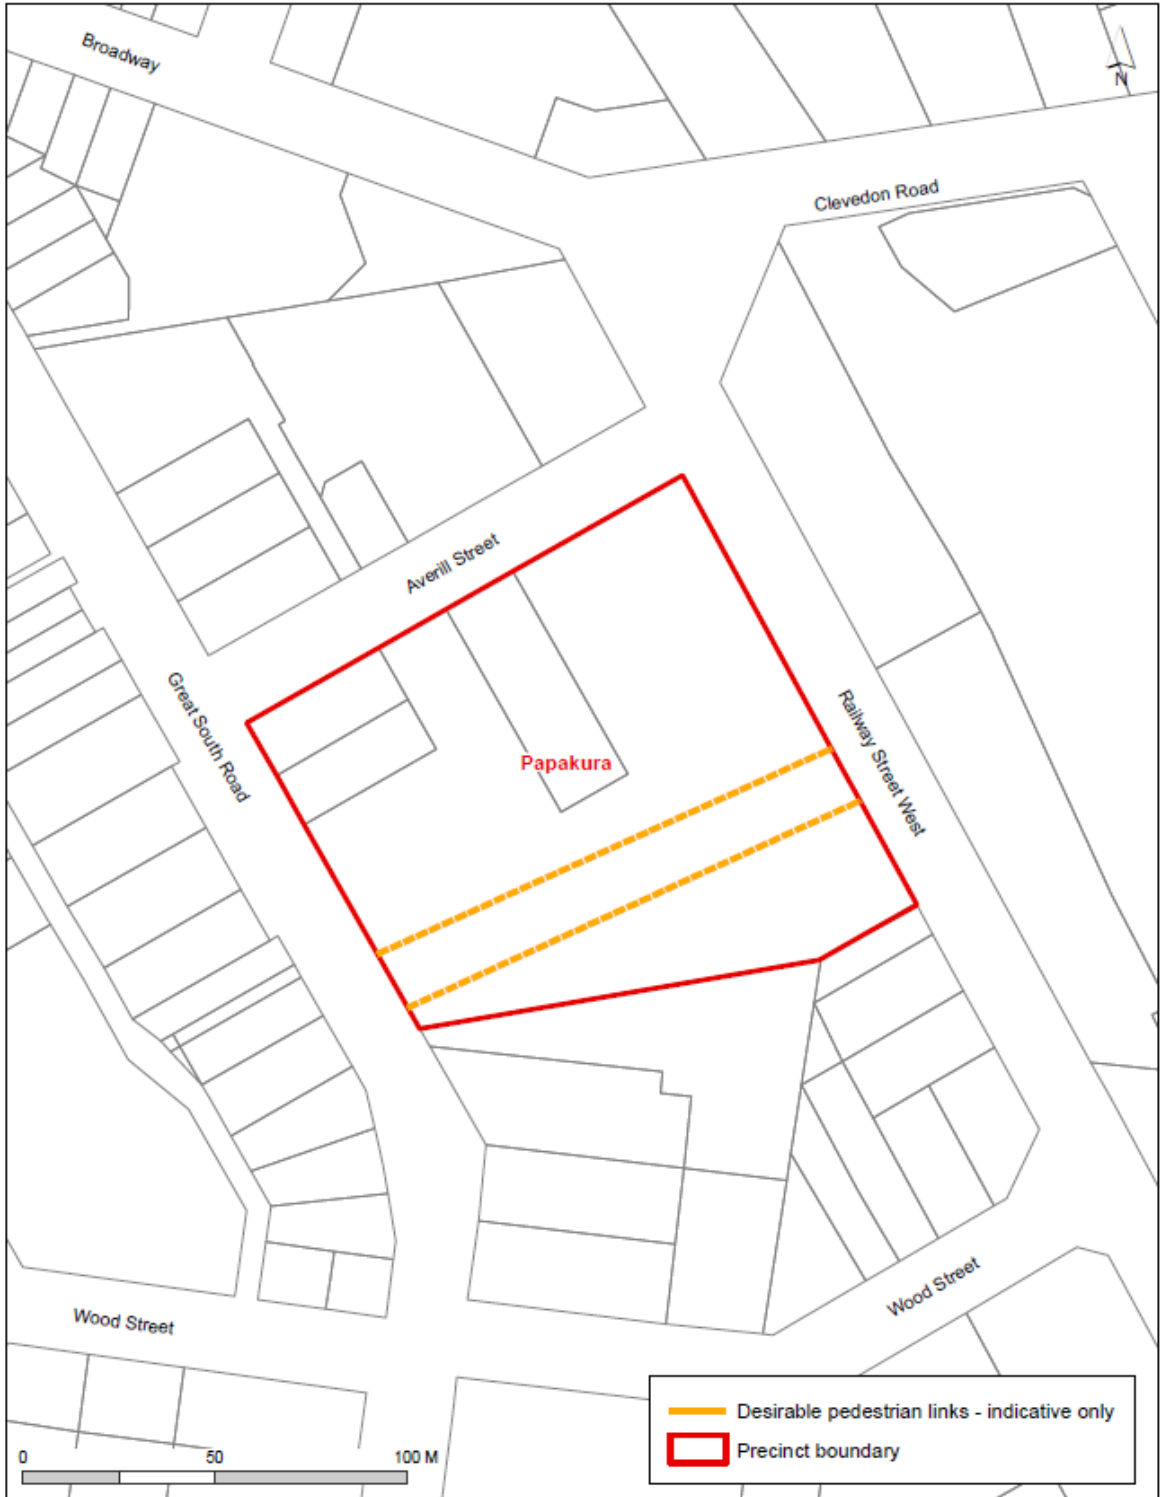 Broadway
N
Clevedon Road
Averill Street
Great South Road
Papakura
Railway Street West
Wood Street
Wood Street
Desirable pedestrian links - indicative only
Precinct boundary
0 50 100 M